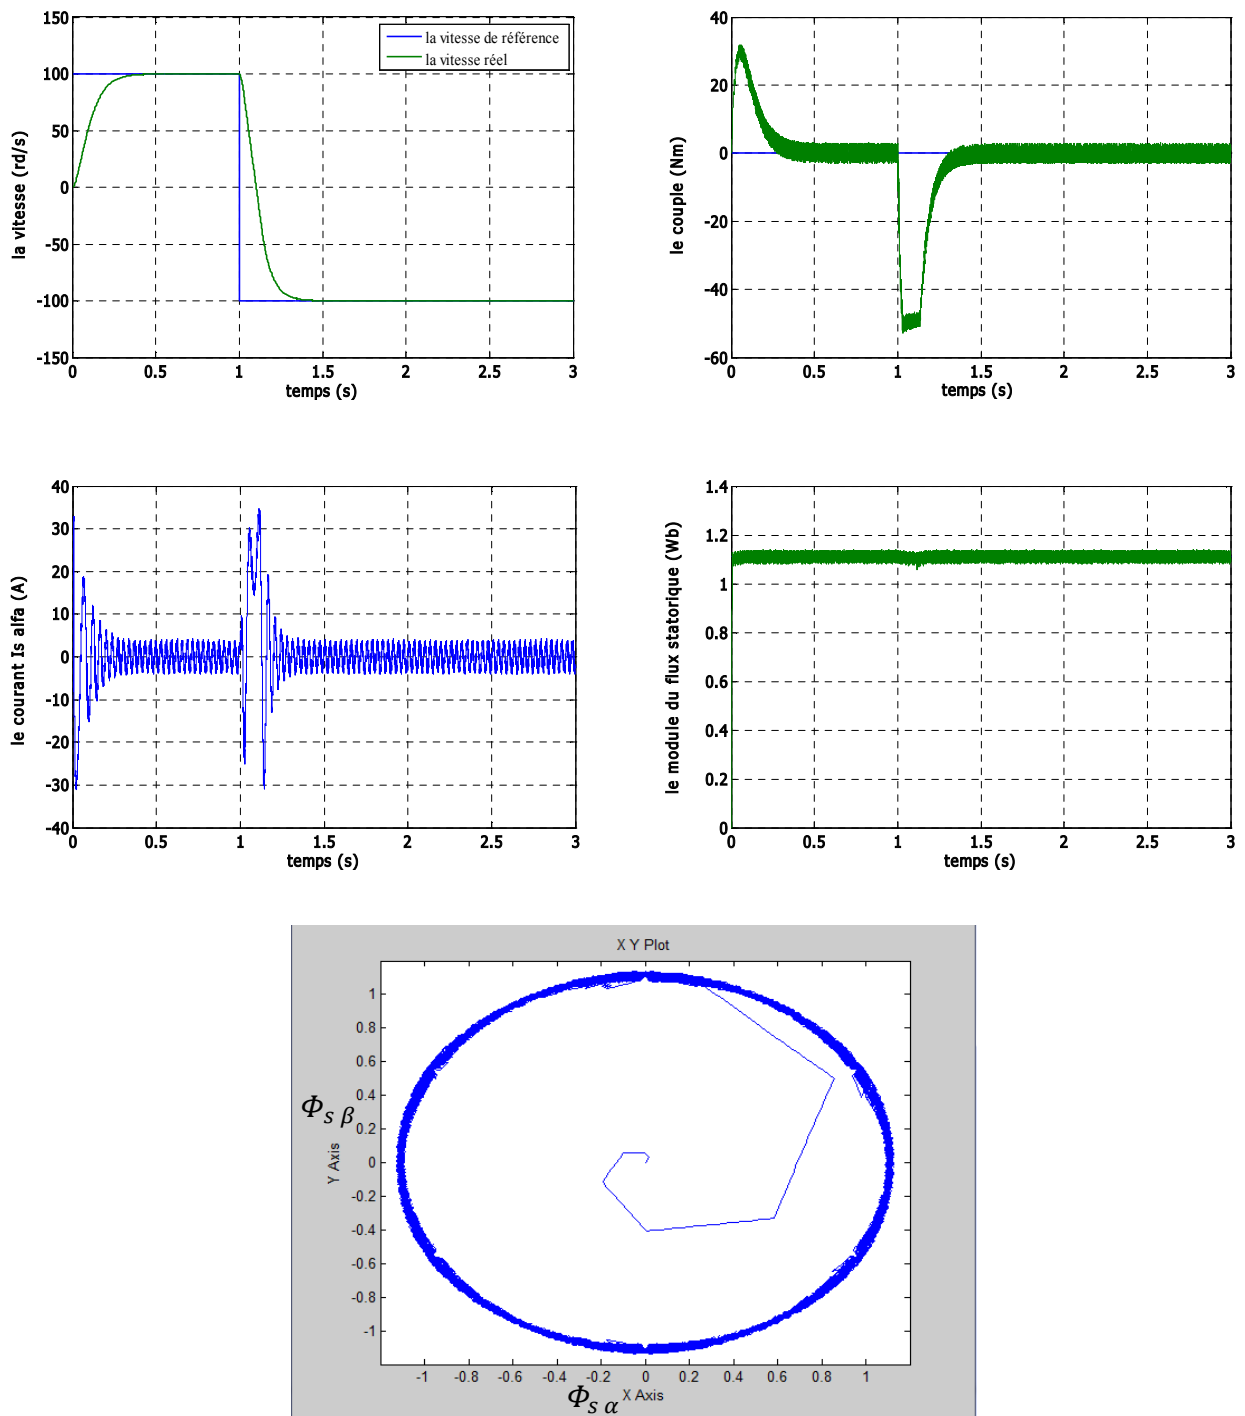 150
100
50
0
-50
-100
-150
la vitesse (rd/s)
la vitesse de référence
la vitesse réel
0 0.5 1 1.5 2 2.5 3
temps (s)
40
20
0
-20
-40
-60
le couple (Nm)
0 0.5 1 1.5 2 2.5 3
temps (s)
40
30
20
10
0
-10
-20
-30
-40
le courant Is alfa (A)
0 0.5 1 1.5 2 2.5 3
temps (s)
1.4
1.2
1
0.8
0.6
0.4
0.2
0
le module du flux statorique (Wb)
0 0.5 1 1.5 2 2.5 3
temps (s)
X Y Plot
1
0.8
0.6
0.4
0.2
0
-0.2
-0.4
-0.6
-0.8
-1
Φs β
Y Axis
-1 -0.8 -0.6 -0.4 -0.2 0 0.2 0.4 0.6 0.8 1
Φs α
X Axis